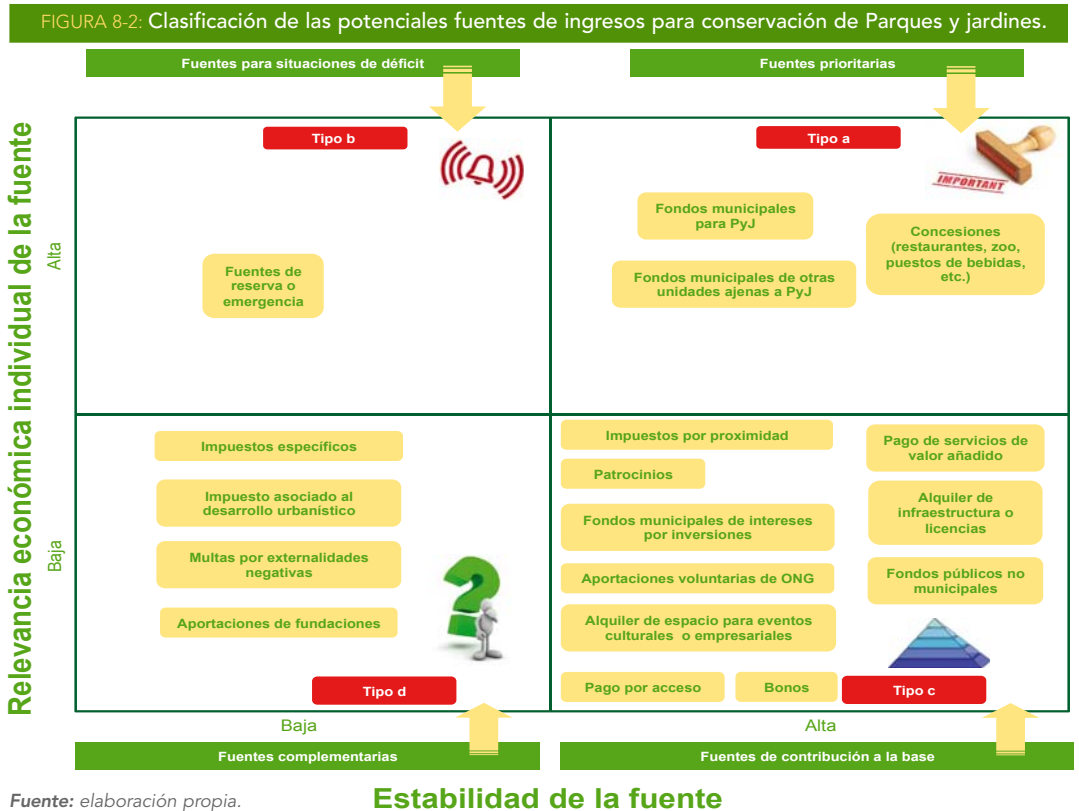 FIGURA 8-2: Clasificación de las potenciales fuentes de ingresos para conservación de Parques y jardines.
Fuentes para situaciones de déficit
Fuentes prioritarias
Relevancia económica individual de la fuente
Alta
Baja
Tipo b
Fuentes de
reserva o
emergencia
Tipo a
IMPORTANT
Fondos municipales
para PyJ
Concesiones
(restaurantes, zoo,
puestos de bebidas,
etc.)
Fondos municipales de otras
unidades ajenas a PyJ
Impuestos específicos
Impuesto asociado al
desarrollo urbanístico
Multas por externalidades
negativas
Aportaciones de fundaciones
Tipo d
Impuestos por proximidad
Patrocinios
Fondos municipales de intereses
por inversiones
Aportaciones voluntarias de ONG
Alquiler de espacio para eventos
culturales o empresariales
Pago por acceso
Bonos
Pago de servicios de
valor añadido
Alquiler de
infraestructura o
licencias
Fondos públicos no
municipales
Tipo c
Baja
Alta
Fuentes complementarias
Fuentes de contribución a la base
Fuente: elaboración propia.
Estabilidad de la fuente